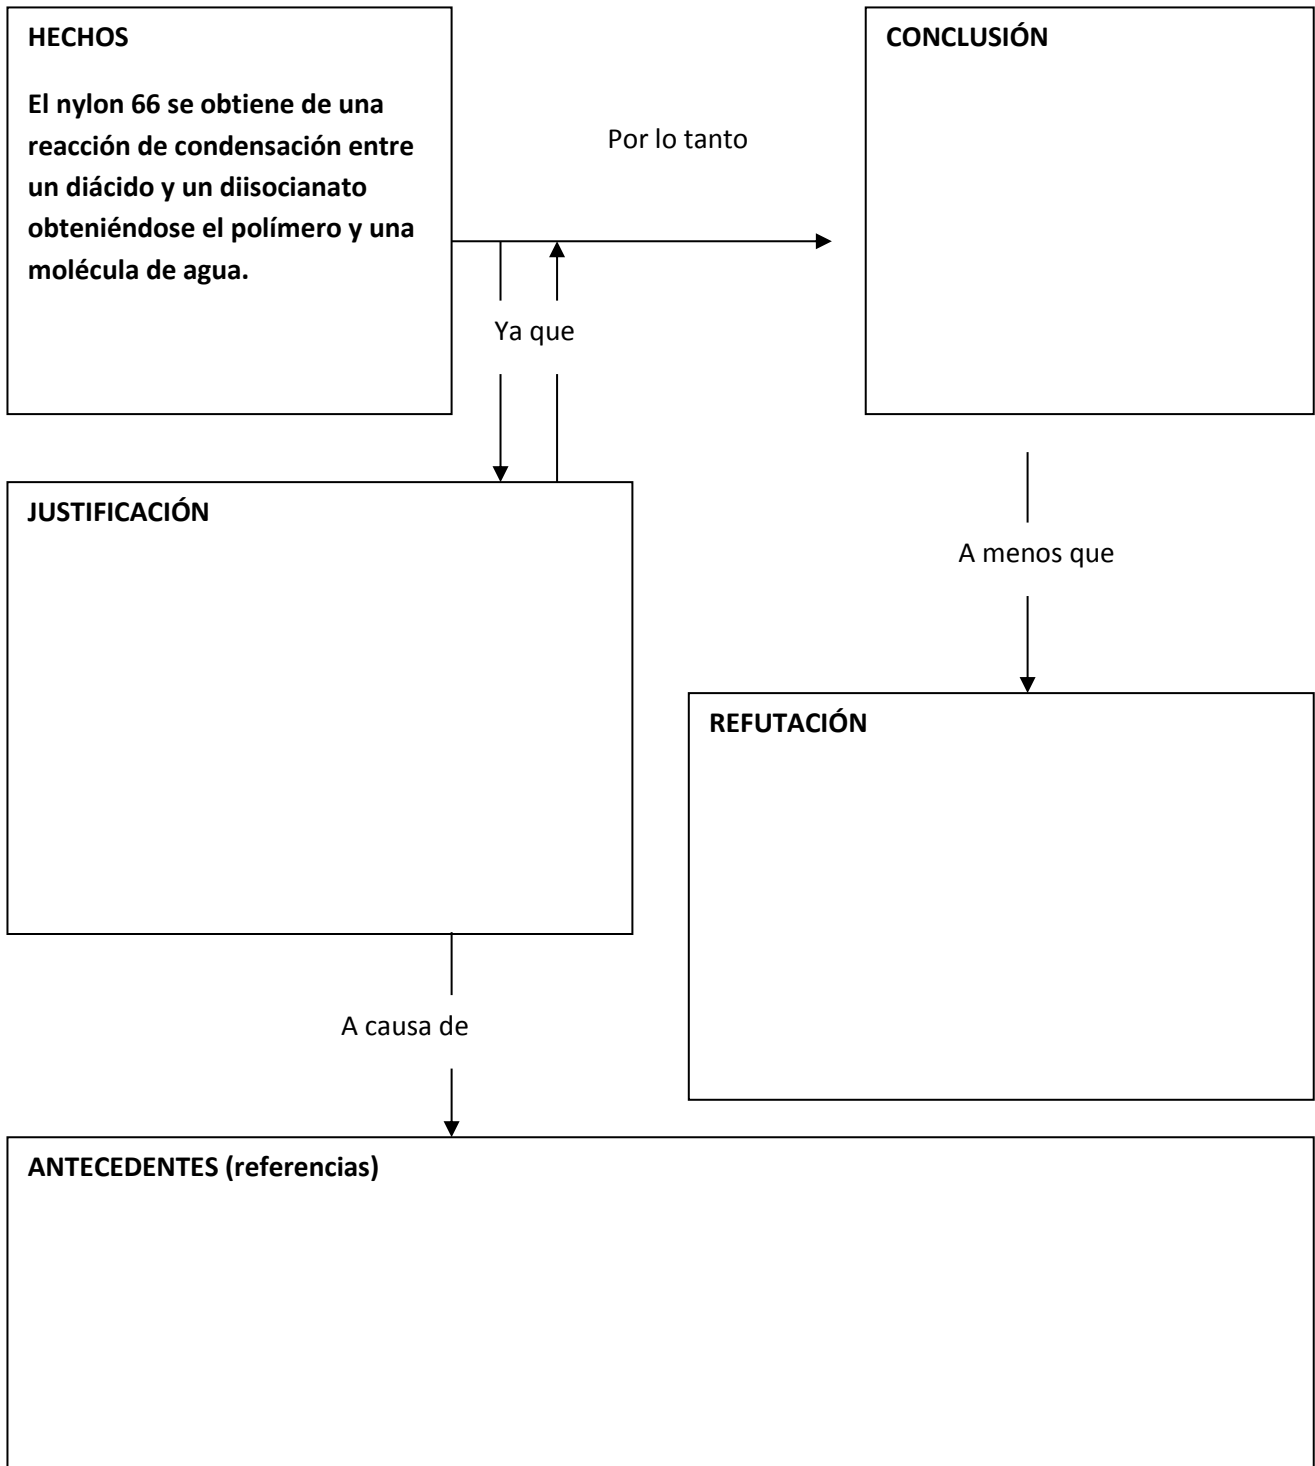 HECHOS
El nylon 66 se obtiene de una
reacción de condensación entre
un diácido y un diisocianato
obteniéndose el polímero y una
molécula de agua.
Por lo tanto
CONCLUSIÓN
Ya que
JUSTIFICACIÓN
A menos que
REFUTACIÓN
A causa de
ANTECEDENTES (referencias)